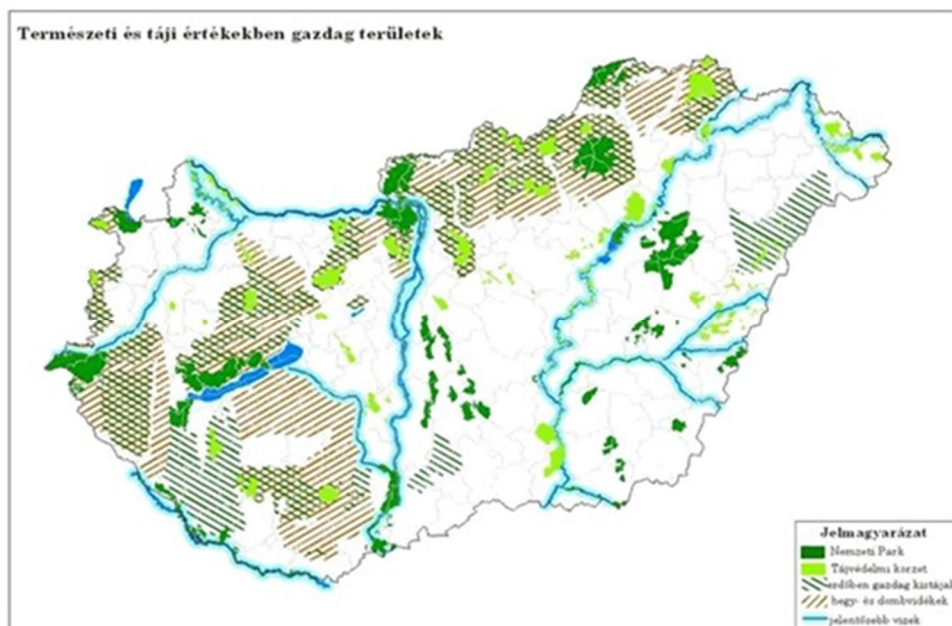 Természeti és táji értékekben gazdag területek
Jelmagyarázat
Nemzeti Park
Tájvédelmi körzet
erdőben gazdag kistájak
hegy- és dombvidékek
jelentősebb vizek